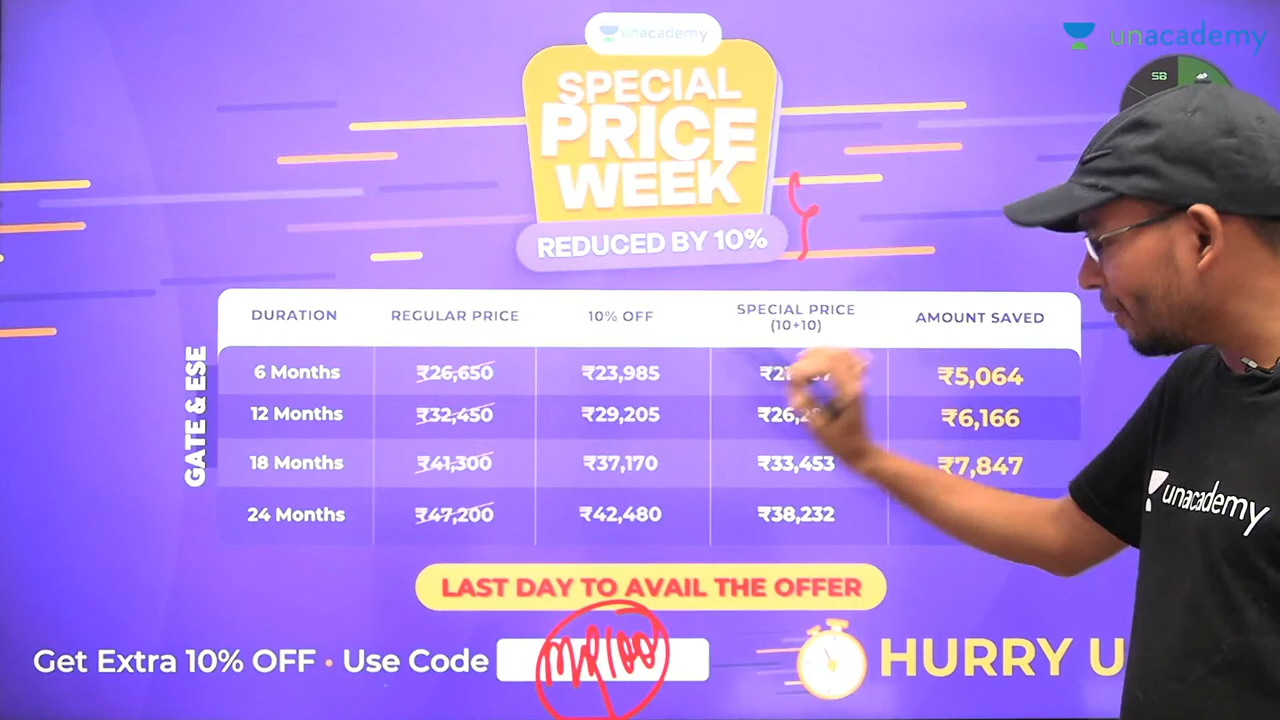 unacademy
unacademy
SB
SPECIAL
PRICE
WEEK
REDUCED BY 10%
GATE & ESE
DURATION REGULAR PRICE 10% OFF SPECIAL PRICE (10+10) AMOUNT SAVED
6 Months ₹26,650 ₹23,985 ₹5,064
12 Months ₹32,450 ₹29,205 ₹6,166
18 Months ₹41,300 ₹37,170 ₹33,453 ₹7,847
24 Months ₹47,200 ₹42,480 ₹38,232
LAST DAY TO AVAIL THE OFFER
Get Extra 10% OFF • Use Code
HURRY U
unacademy